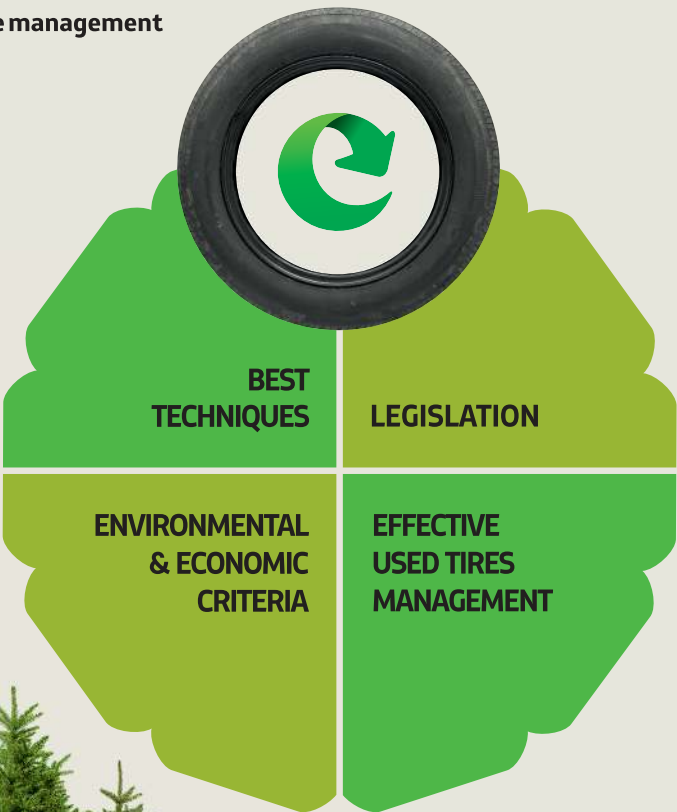 management
BEST
TECHNIQUES
LEGISLATION
ENVIRONMENTAL
& ECONOMIC
CRITERIA
EFFECTIVE
USED TIRES
MANAGEMENT